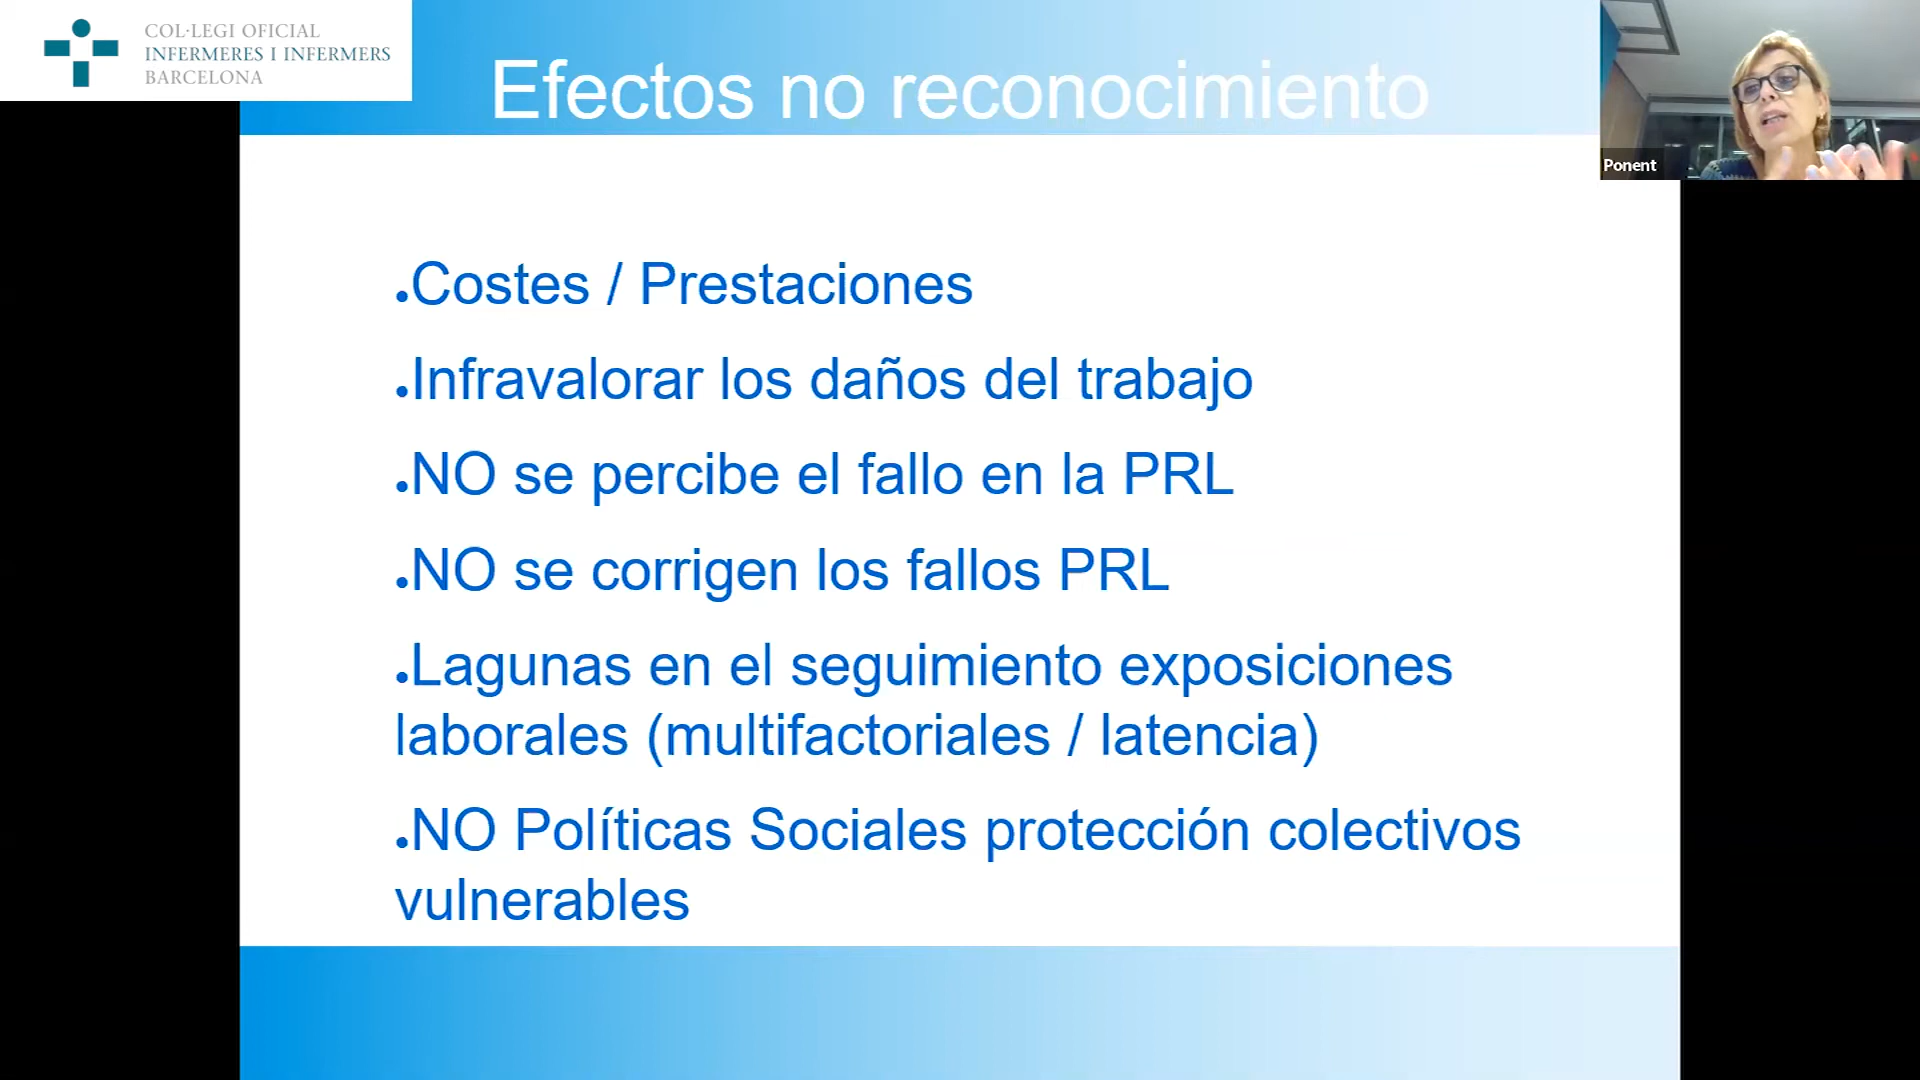 COL·LEGI OFICIAL
INFERMERES I INFERMERS
BARCELONA
Efectos no reconocimiento
Ponent
●Costes / Prestaciones
●Infravalorar los daños del trabajo
●NO se percibe el fallo en la PRL
●NO se corrigen los fallos PRL
●Lagunas en el seguimiento exposiciones
laborales (multifactoriales / latencia)
●NO Políticas Sociales protección colectivos
vulnerables